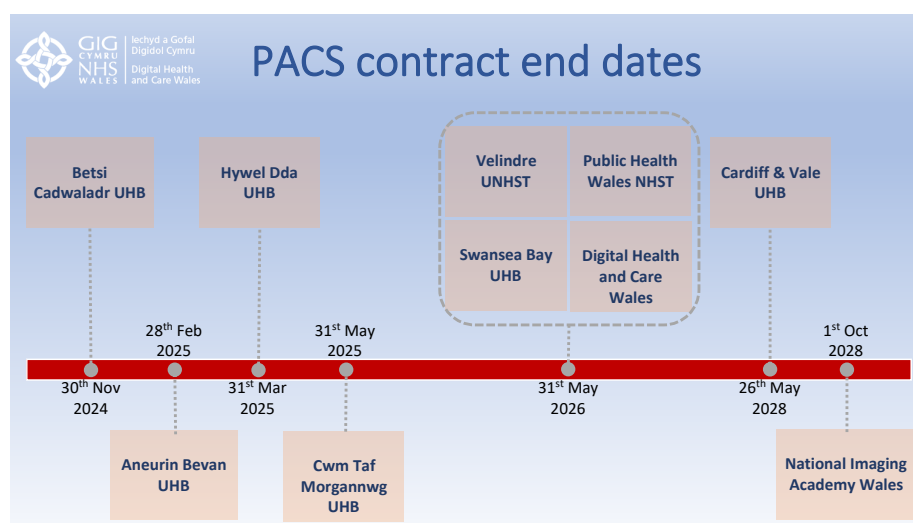 GIG
CYMRU
NHS
WALES
Iechyd a Gofal
Digidol Cymru
Digital Health
and Care Wales
PACS contract end dates
Betsi
Cadwaladr UHB
Hywel Dda
UHB
Velindre
UNHST
Public Health
Wales NHST
Swansea Bay
UHB
Digital Health
and Care
Wales
Cardiff & Vale
UHB
28th Feb
2025
31st May
2025
1st Oct
2028
30th Nov
2024
31st Mar
2025
31st May
2026
26th May
2028
Aneurin Bevan
UHB
Cwm Taf
Morgannwg
UHB
National Imaging
Academy Wales